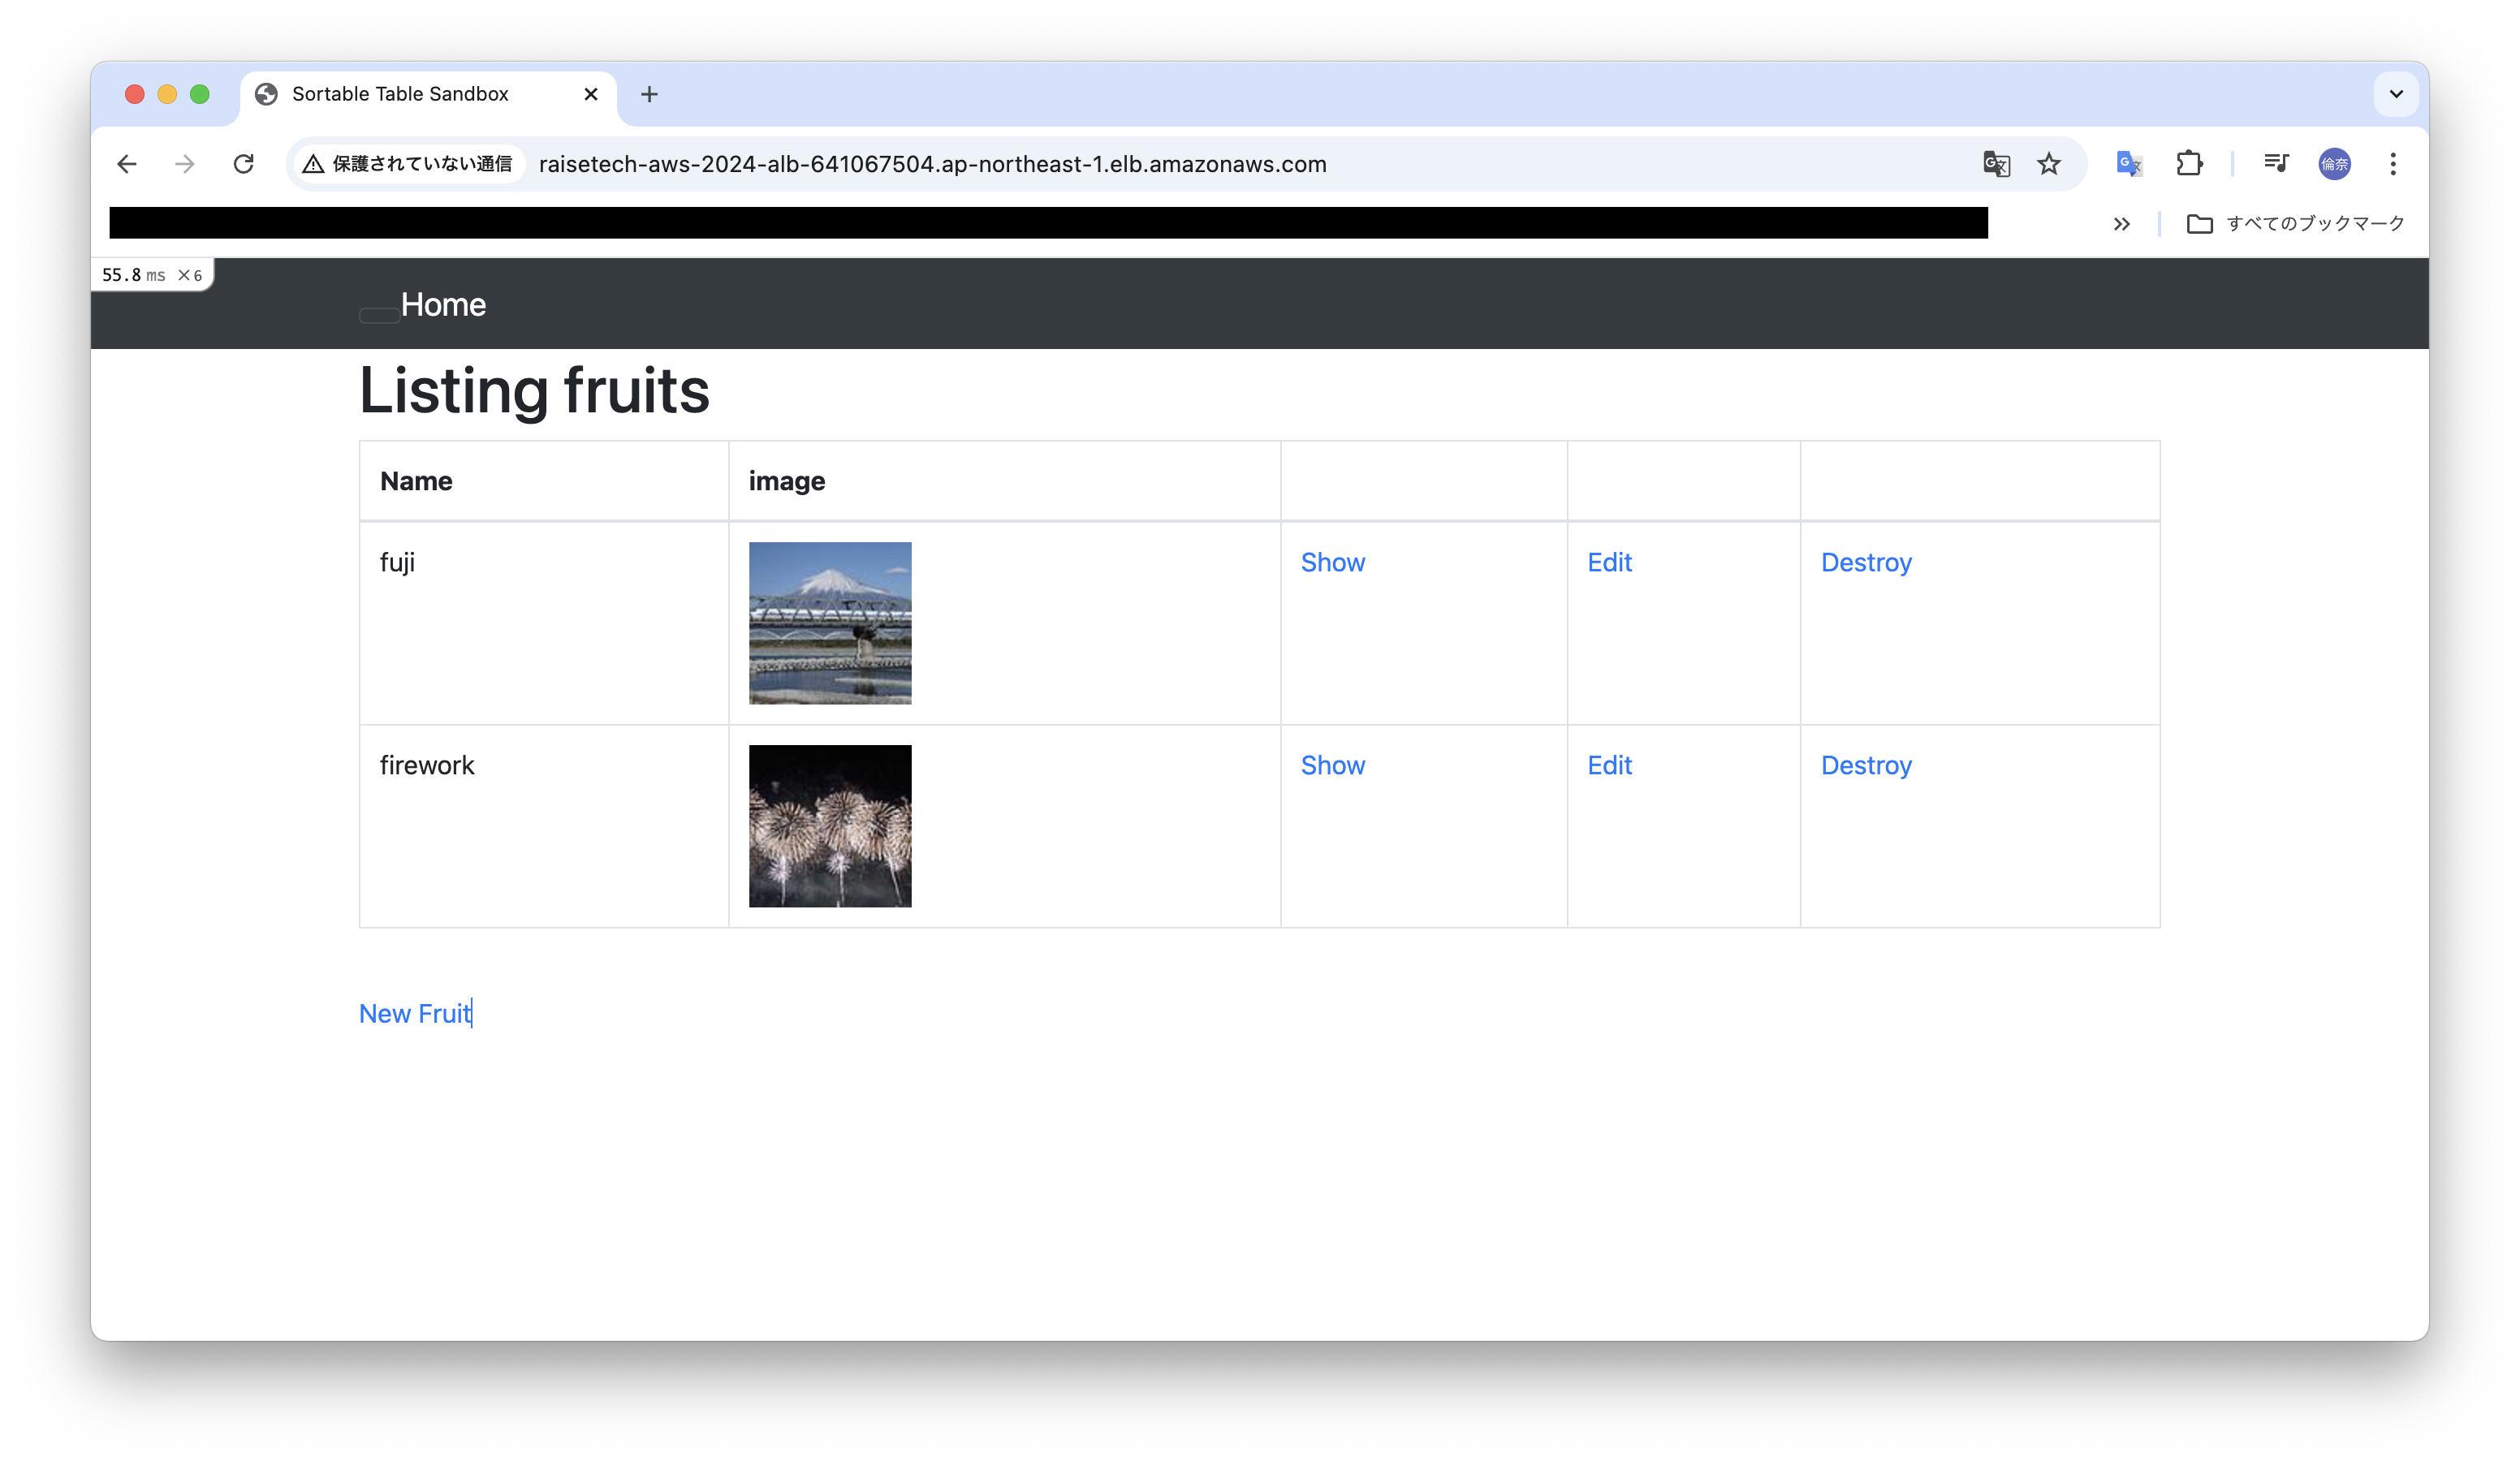 Sortable Table Sandbox
保護されていない通信 raisetech-aws-2024-alb-641067504.ap-northeast-1.elb.amazonaws.com 倫奈
すべてのブックマーク
55.8 ms ×6
Home
Listing fruits
Name image
fuji Show Edit Destroy
firework Show Edit Destroy
New Fruit